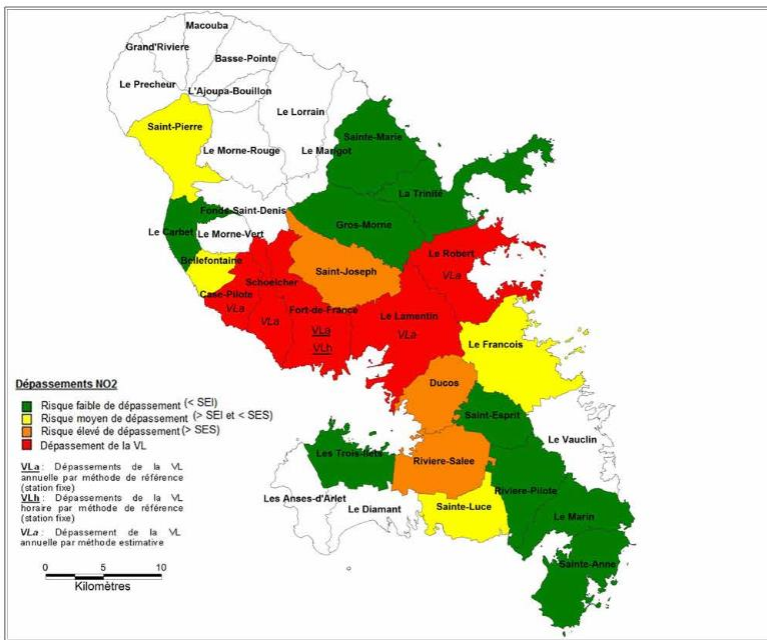 Macouba
Grand'Riviere
Basse-Pointe
Le Precheur
L'Ajoupa-Bouillon
Le Lorrain
Saint-Pierre
Sainte-Marie
Le Morne-Rouge
Le Marigot
La Trinite
Fonds-Saint-Denis
Gros-Morne
Le Carbet
Le Morne-Vert
Le Robert
Bellefontaine
Saint-Joseph
VLa
Schoelcher
Case-Pilote
Fort-de-France
VLa
Le Lamentin
VLa
VLa
VLa
VLh
Le Francois
Dépassements NO2
Ducos
Risque faible de dépassement (< SEI)
Risque moyen de dépassement (> SEI et < SES)
Risque élevé de dépassement (> SES)
Dépassement de la VL
Saint-Esprit
Le Vauclin
Les Trois-Ilets
Riviere-Salee
VLa : Dépassements de la VL
annuelle par méthode de référence
(station fixe)
VLh : Dépassements de la VL
horaire par méthode de référence
(station fixe)
VLa : Dépassement de la VL
annuelle par méthode estimative
Riviere-Pilote
Les Anses-d'Arlet
Le Diamant
Sainte-Luce
Le Marin
Sainte-Anne
0 5 10
Kilomètres